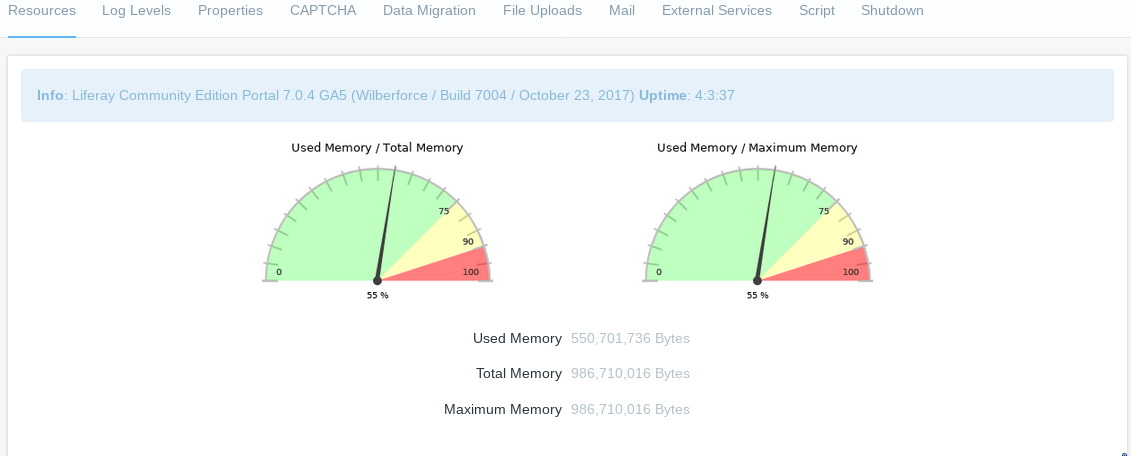 Resources Log Levels Properties CAPTCHA Data Migration File Uploads Mail External Services Script Shutdown
Info: Liferay Community Edition Portal 7.0.4 GA5 (Wilberforce / Build 7004 / October 23, 2017) Uptime: 4:3:37
Used Memory / Total Memory Used Memory / Maximum Memory
75 75
90 90
0 100 0 100
55 % 55 %
Used Memory 550,701,736 Bytes
Total Memory 986,710,016 Bytes
Maximum Memory 986,710,016 Bytes